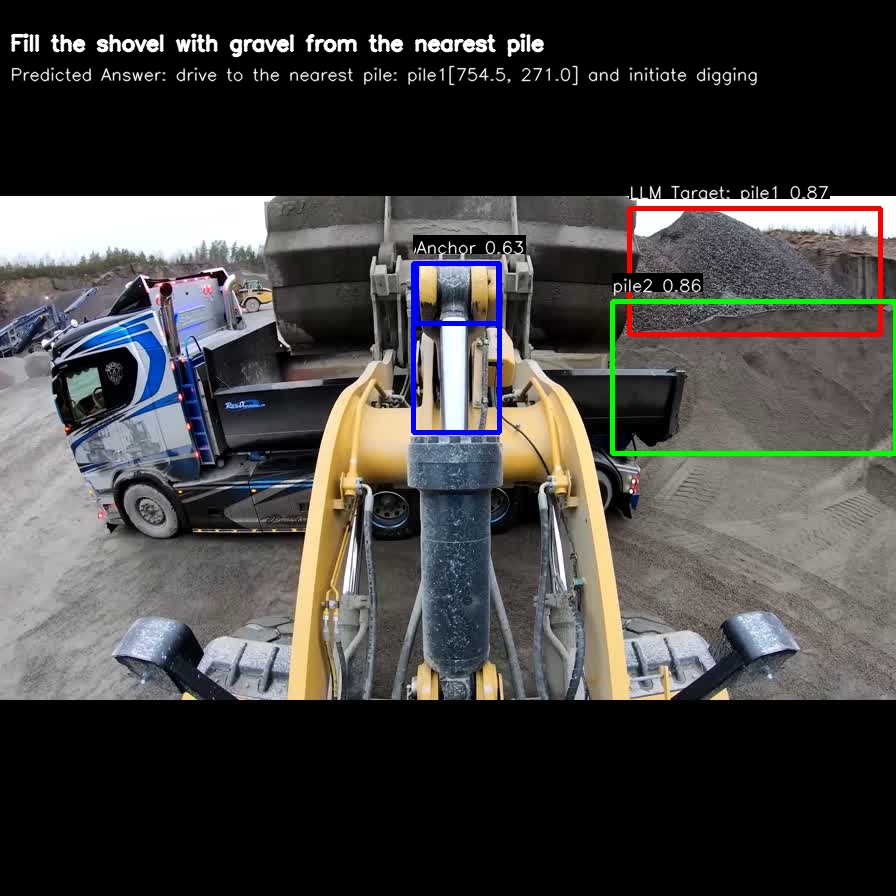 Fill the shovel with gravel from the nearest pile
Predicted Answer: drive to the nearest pile: pile1[754.5, 271.0] and initiate digging
LLM Target: pile1 0.87
Anchor 0.63
pile2 0.86